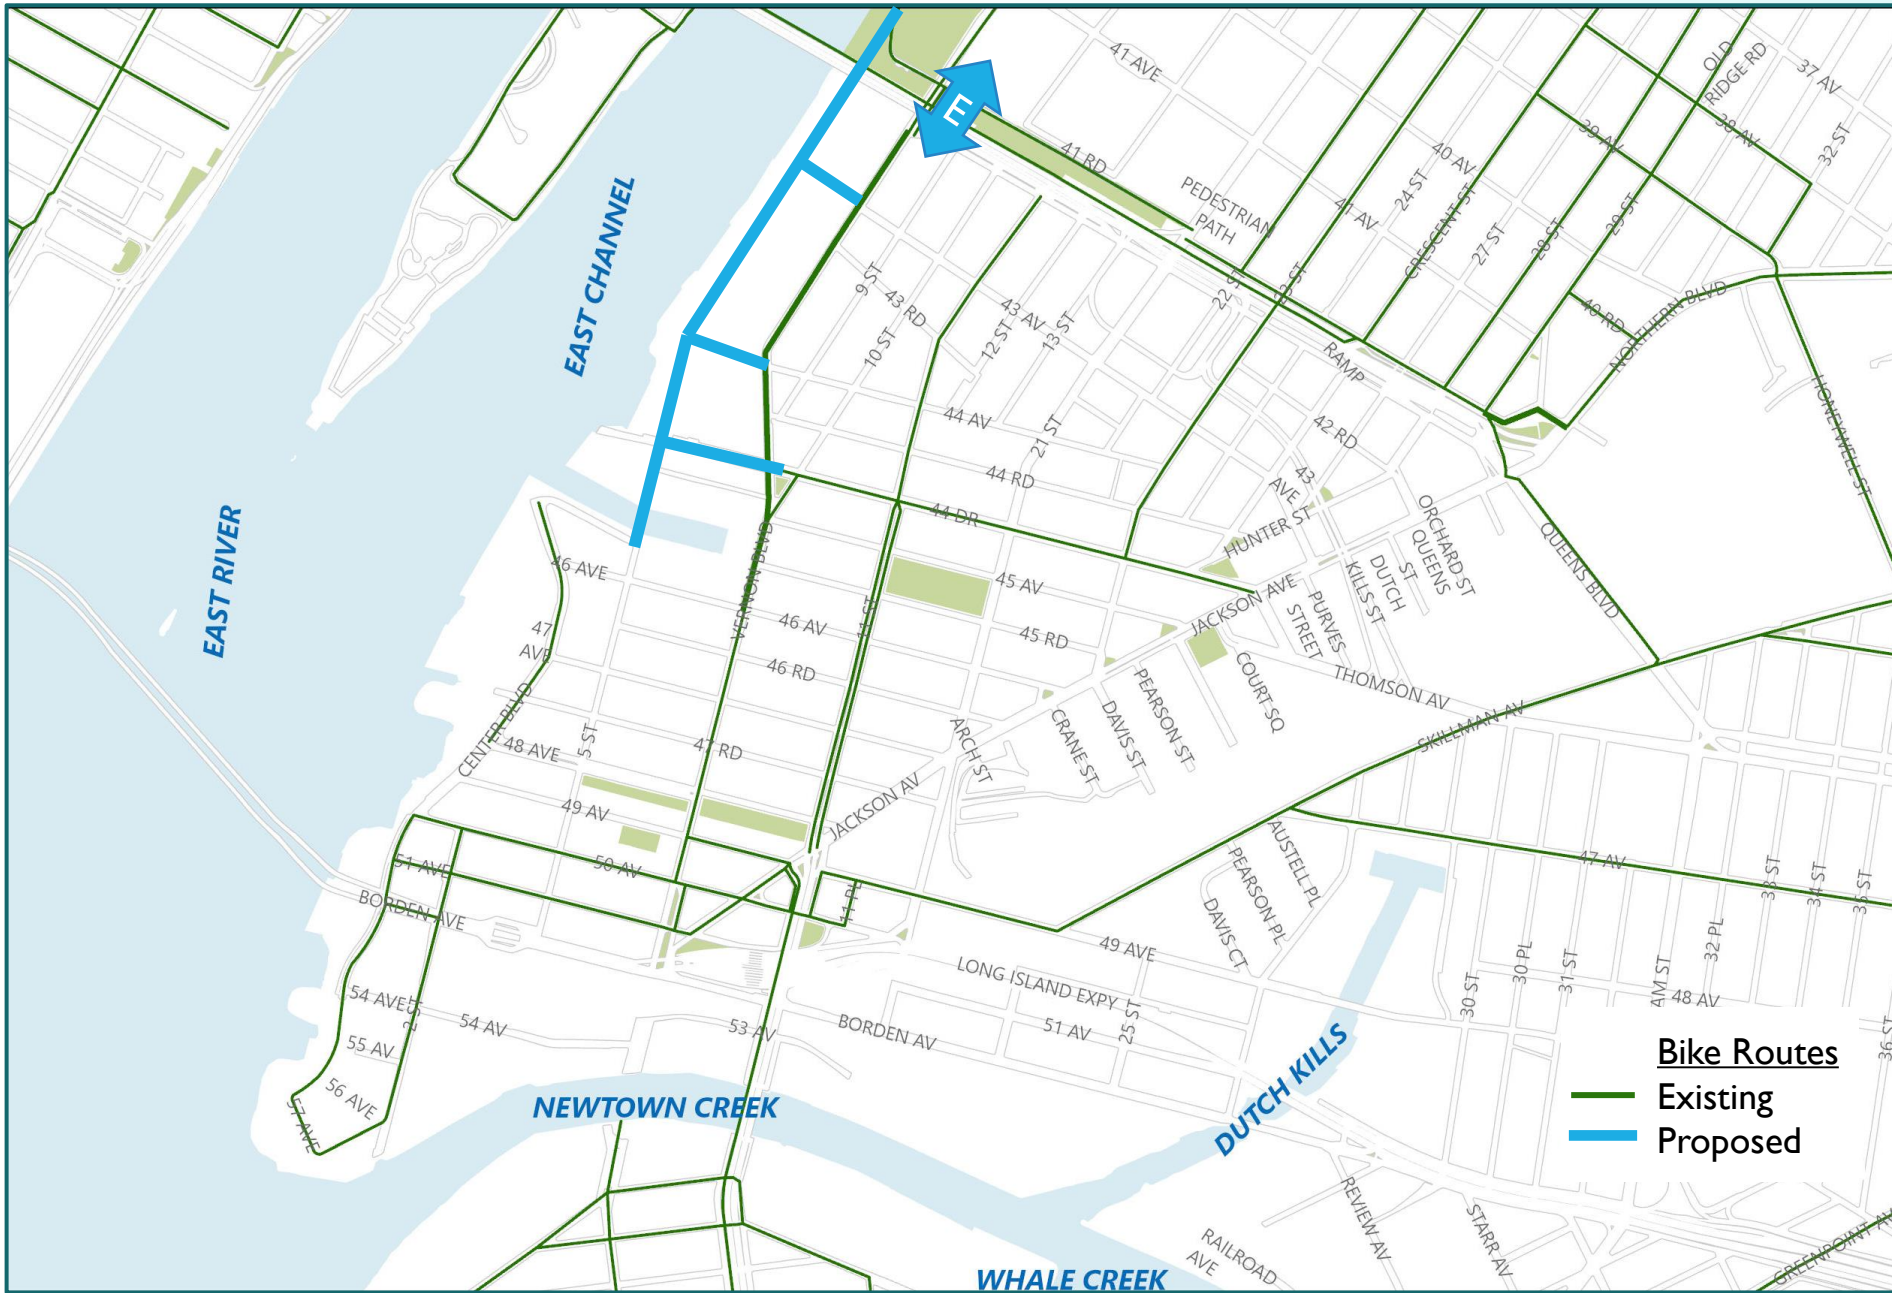 OLD
RIDGE RD
37 AV
41 AVE
E
38 AV
39 AV
32 ST
41 RD
40 AV
PEDESTRIAN
PATH
24 ST
41 AV
CRESCENT ST
27 ST
28 ST
29 ST
EAST CHANNEL
9 ST
43 RD
10 ST
43 AV
12 ST
13 ST
22 ST
23 ST
40 RD
NORTHERN BLVD
RAMP
HONEYWELL ST
44 AV
21 ST
42 RD
44 RD
43
AVE
44 DR
HUNTER ST
ORCHARD ST
QUEENS
ST
QUEENS BLVD
EAST RIVER
46 AVE
VERNON BLVD
45 AV
DUTCH
KILLS ST
JACKSON AVE
PURVES
STREET
47
AVE
46 AV
11 ST
45 RD
46 RD
COURT SQ
THOMSON AV
PEARSON ST
DAVIS ST
CRANE ST
ARCH ST
SKILLMAN AV
CENTER BLVD
48 AVE
5 ST
47 RD
49 AV
JACKSON AV
51 AVE
50 AV
11 PL
BORDEN AVE
AUSTELL PL
PEARSON PL
DAVIS CT
47 AV
33 ST
34 ST
35 ST
49 AVE
LONG ISLAND EXPY
30 ST
30 PL
31 ST
AM ST
32 PL
48 AV
36 ST
54 AVE
2 ST
54 AV
53 AV
BORDEN AV
51 AV
25 ST
55 AV
56 AVE
57 AVE
NEWTOWN CREEK
DUTCH KILLS
Bike Routes
Existing
Proposed
REVIEW AV
STARR AV
RAILROAD
AVE
GREENPOINT AV
WHALE CREEK